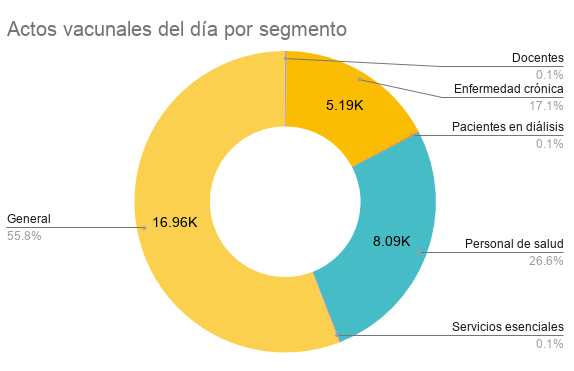 Actos vacunales del día por segmento
Docentes
0.1%
Enfermedad crónica
17.1%
5.19K
Pacientes en diálisis
0.1%
General
55.8%
16.96K
8.09K
Personal de salud
26.6%
Servicios esenciales
0.1%